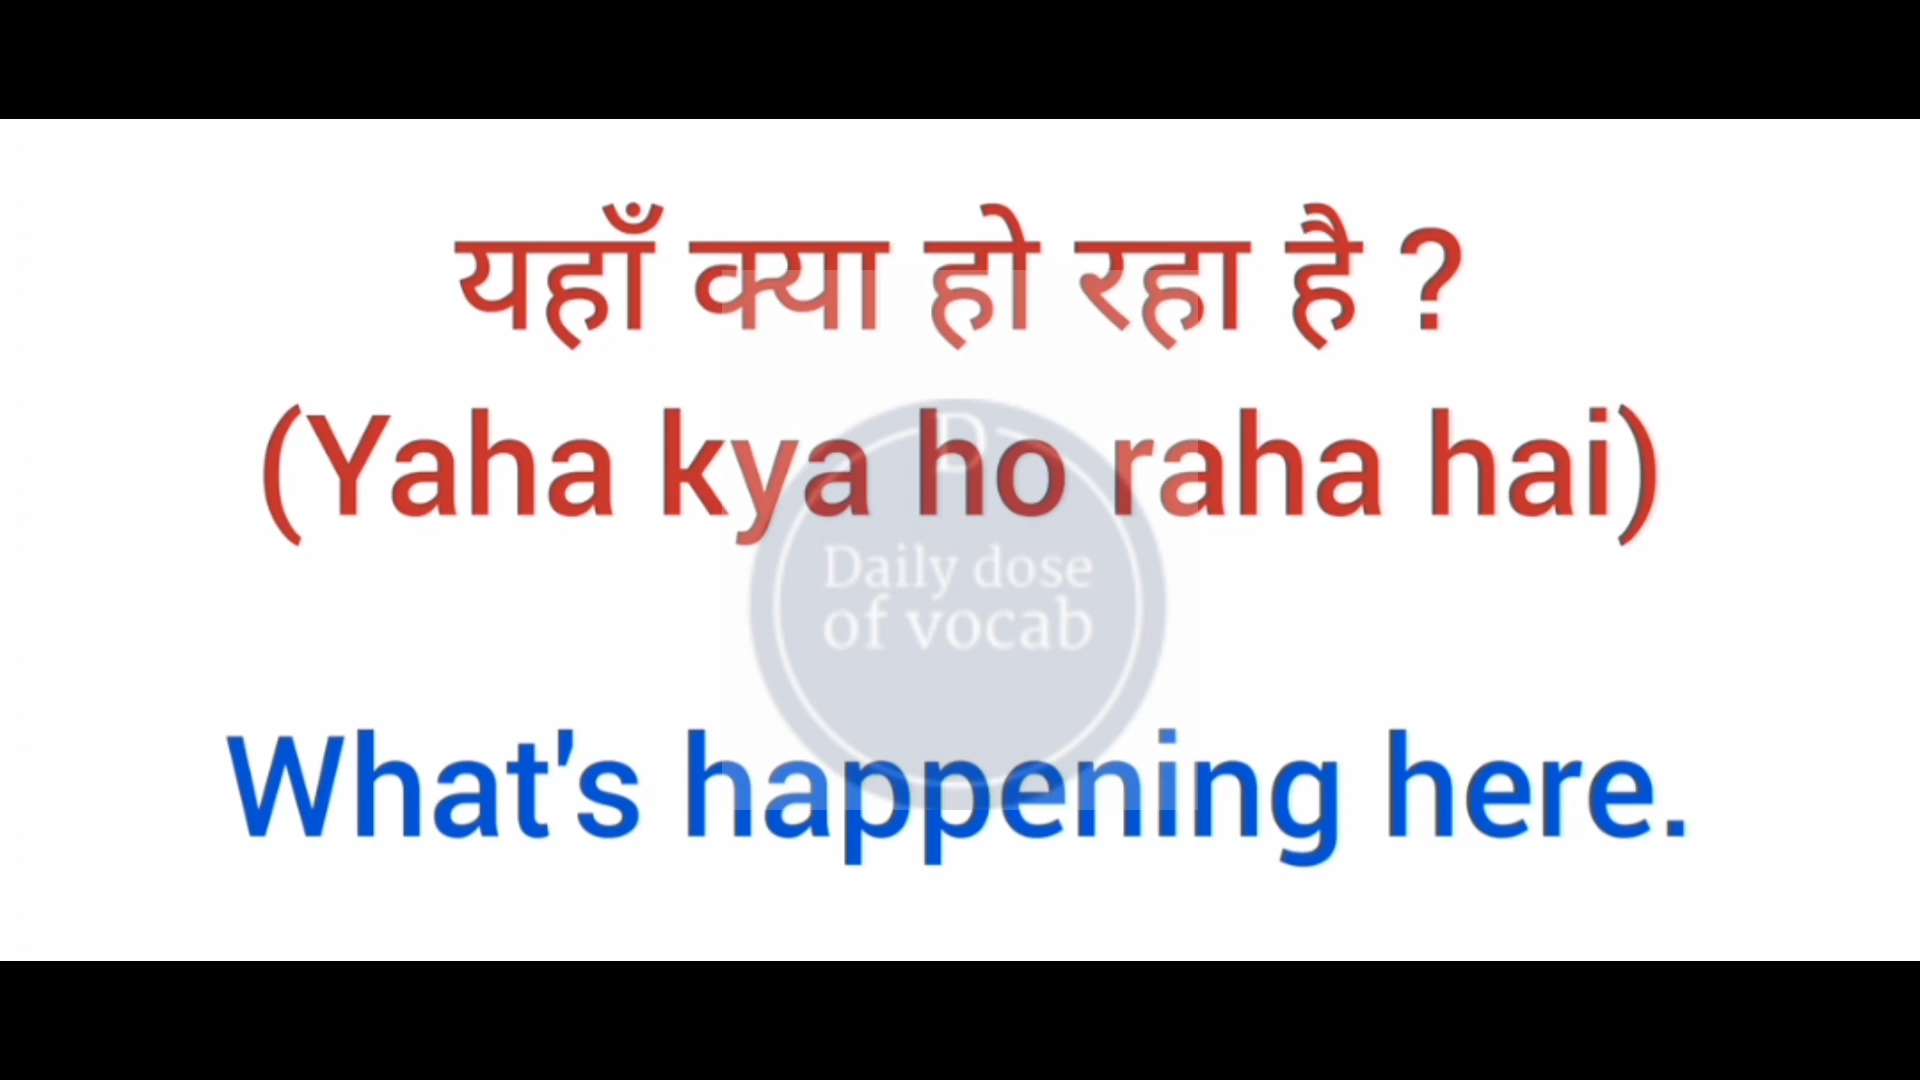 यहाँ क्या हो रहा है ?
(Yaha kya ho raha hai)
D
Daily dose
of vocab
What's happening here.